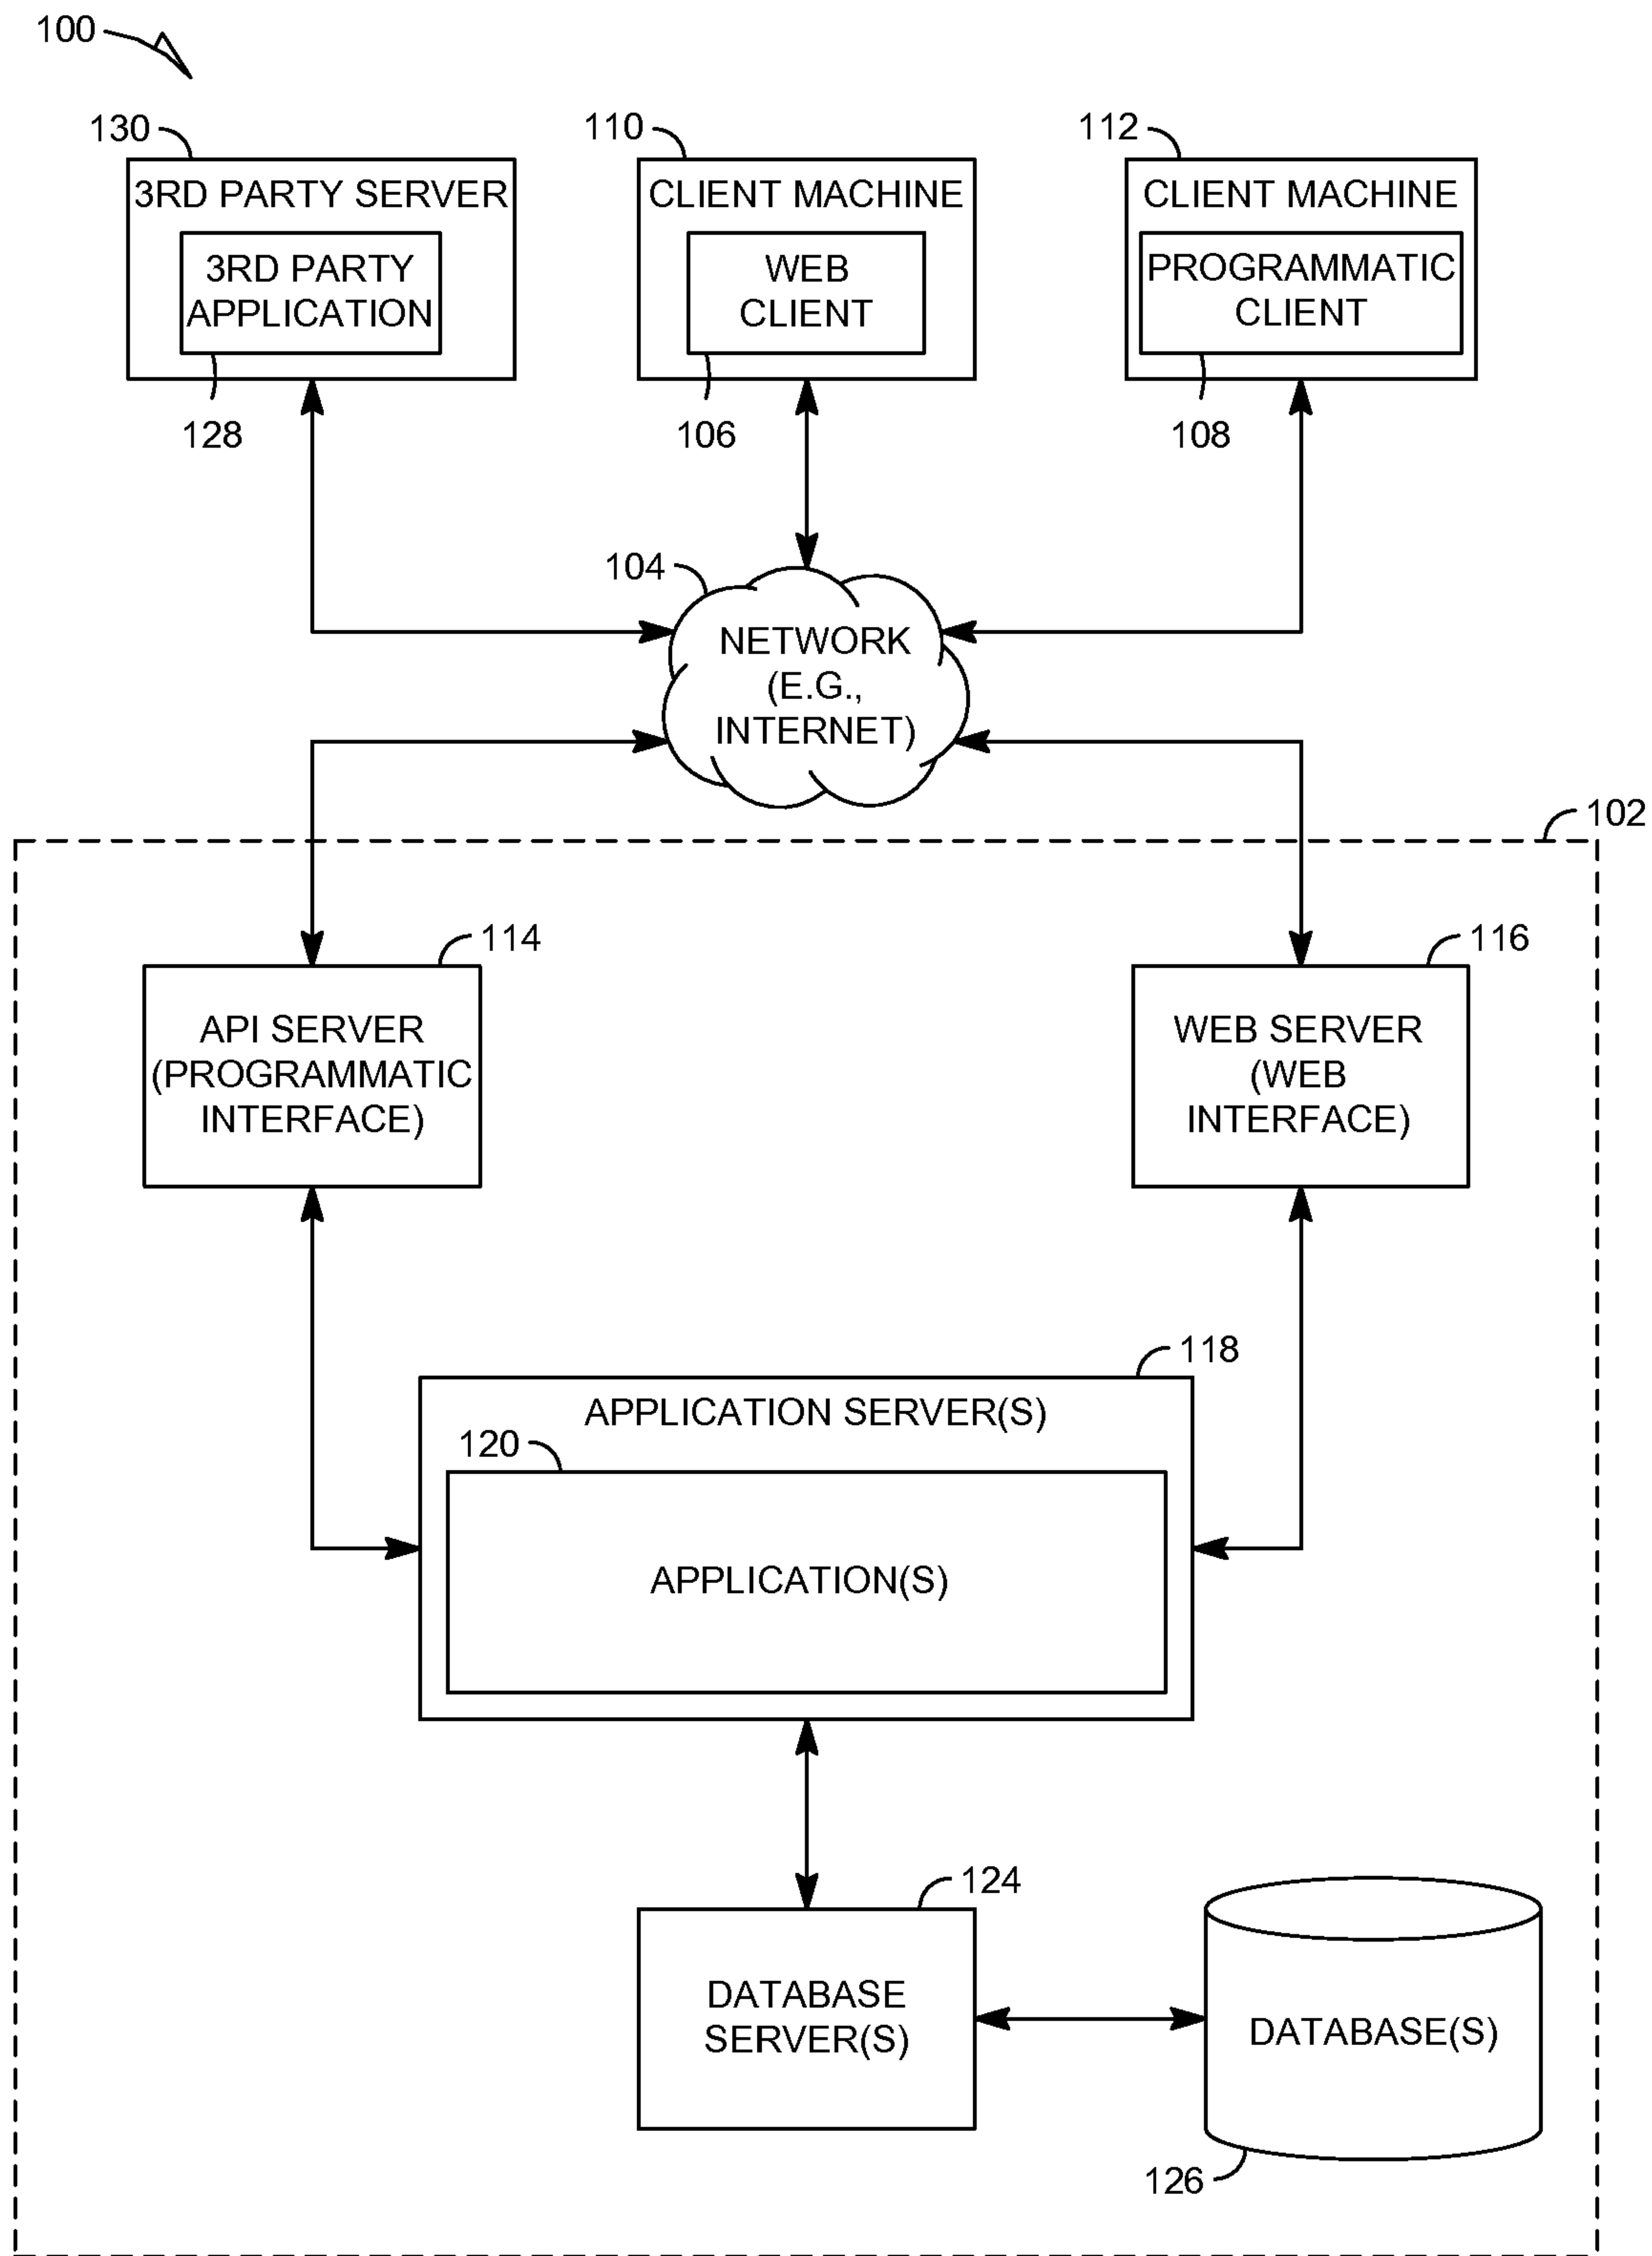 100
130
110
112
3RD PARTY SERVER
CLIENT MACHINE
CLIENT MACHINE
3RD PARTY
APPLICATION
WEB
CLIENT
PROGRAMMATIC
CLIENT
128
106
108
104
NETWORK
(E.G.,
INTERNET)
102
114
116
API SERVER
(PROGRAMMATIC
INTERFACE)
WEB SERVER
(WEB
INTERFACE)
118
APPLICATION SERVER(S)
120
APPLICATION(S)
124
DATABASE
SERVER(S)
DATABASE(S)
126